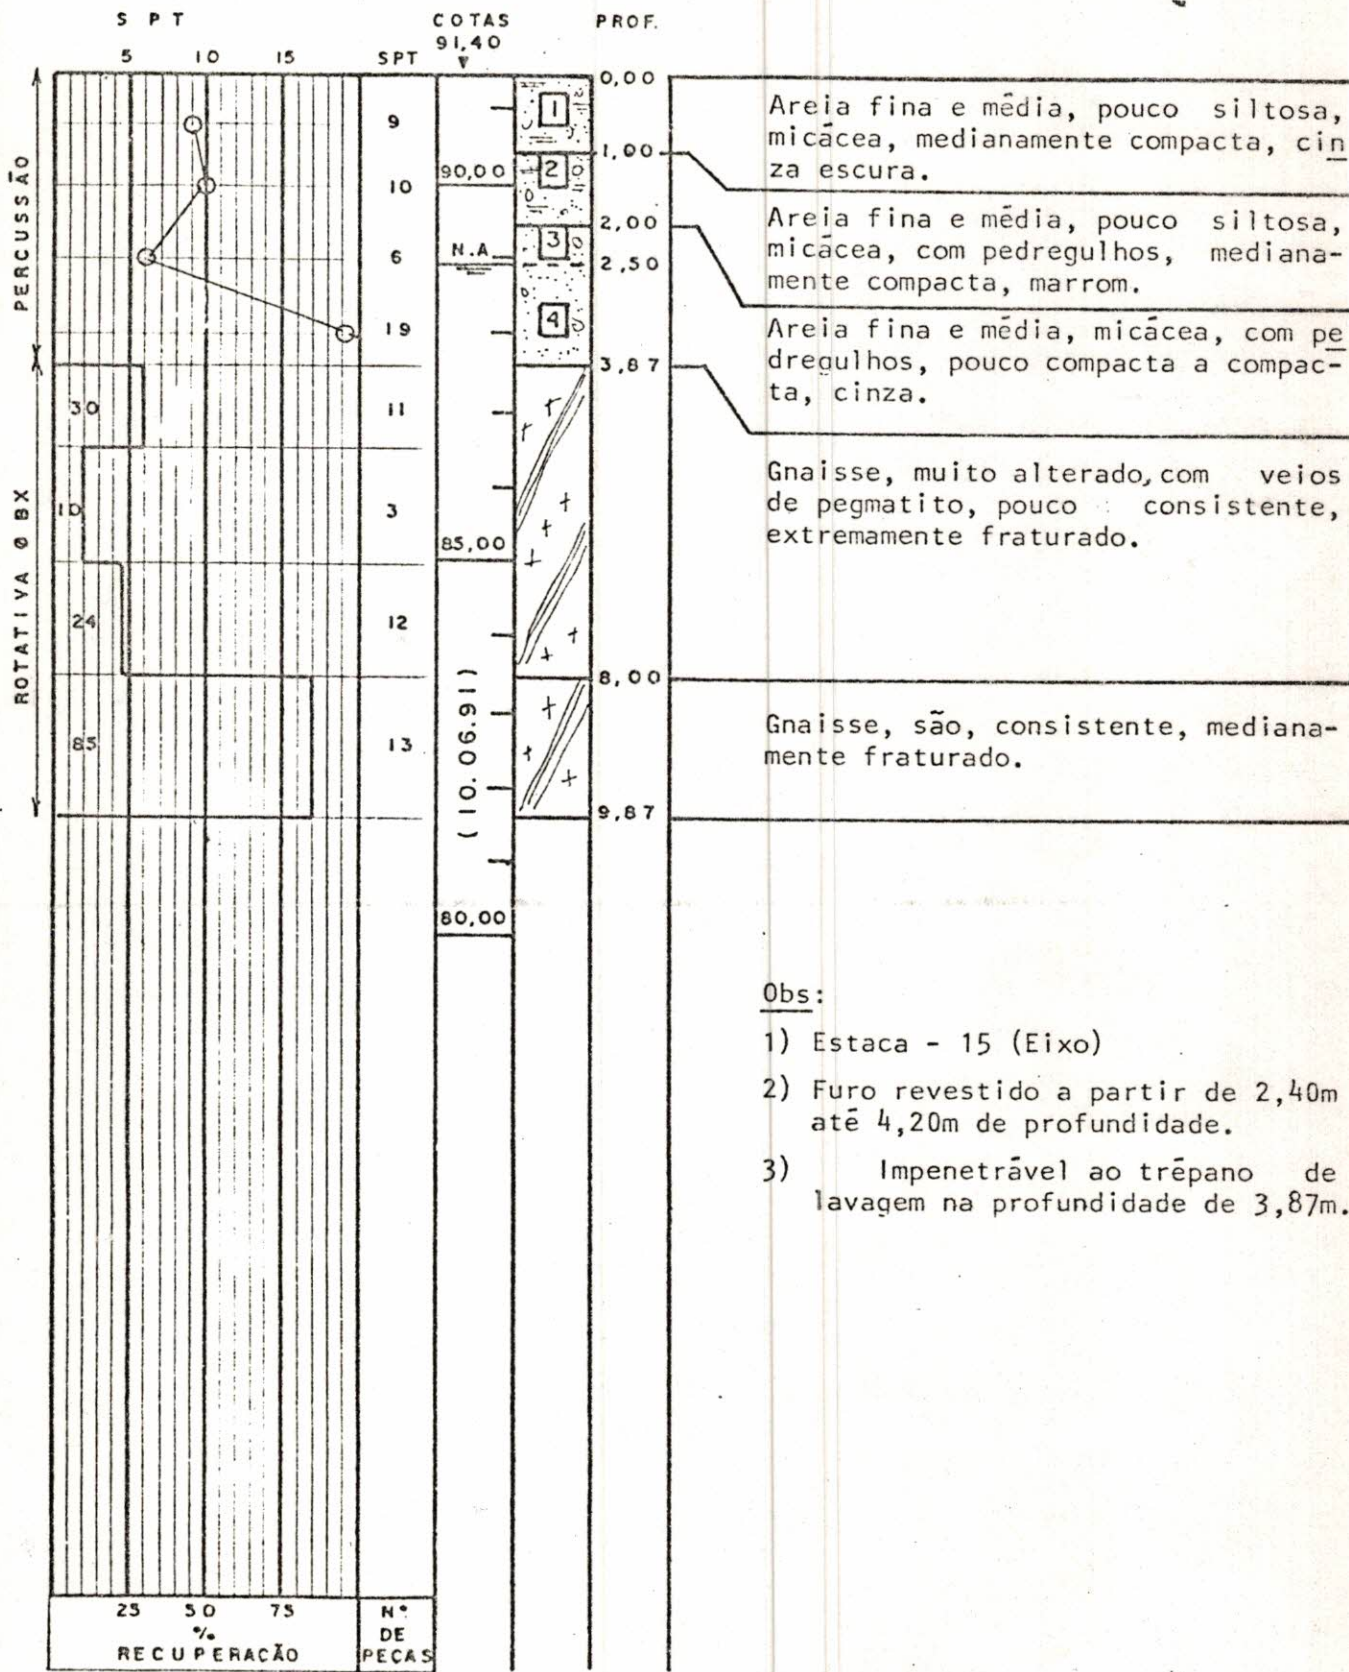 S P T
COTAS
PROF.
91,40
5 10 15
SPT
0,00
1
9
Areia fina e média, pouco siltosa,
micácea, medianamente compacta, cin
za escura.
1,00
90,00
2
10
Areia fina e média, pouco siltosa,
micácea, com pedregulhos, mediana-
mente compacta, marrom.
2,00
3
N.A
6
2,50
PERCUSSÃO
4
19
Areia fina e média, micácea, com pe
dregulhos, pouco compacta a compac-
ta, cinza.
3,87
30
11
Gnaisse, muito alterado, com veios
de pegmatito, pouco consistente,
extremamente fraturado.
10
3
85,00
ROTATIVA Ø BX
24
12
8,00
85
13
(10.06.91)
Gnaisse, são, consistente, mediana-
mente fraturado.
9,87
80,00
Obs:
1) Estaca - 15 (Eixo)
2) Furo revestido a partir de 2,40m
até 4,20m de profundidade.
3) Impenetrável ao trépano de
lavagem na profundidade de 3,87m.
25 50 75
%
RECUPERAÇÃO
Nº
DE
PEÇAS